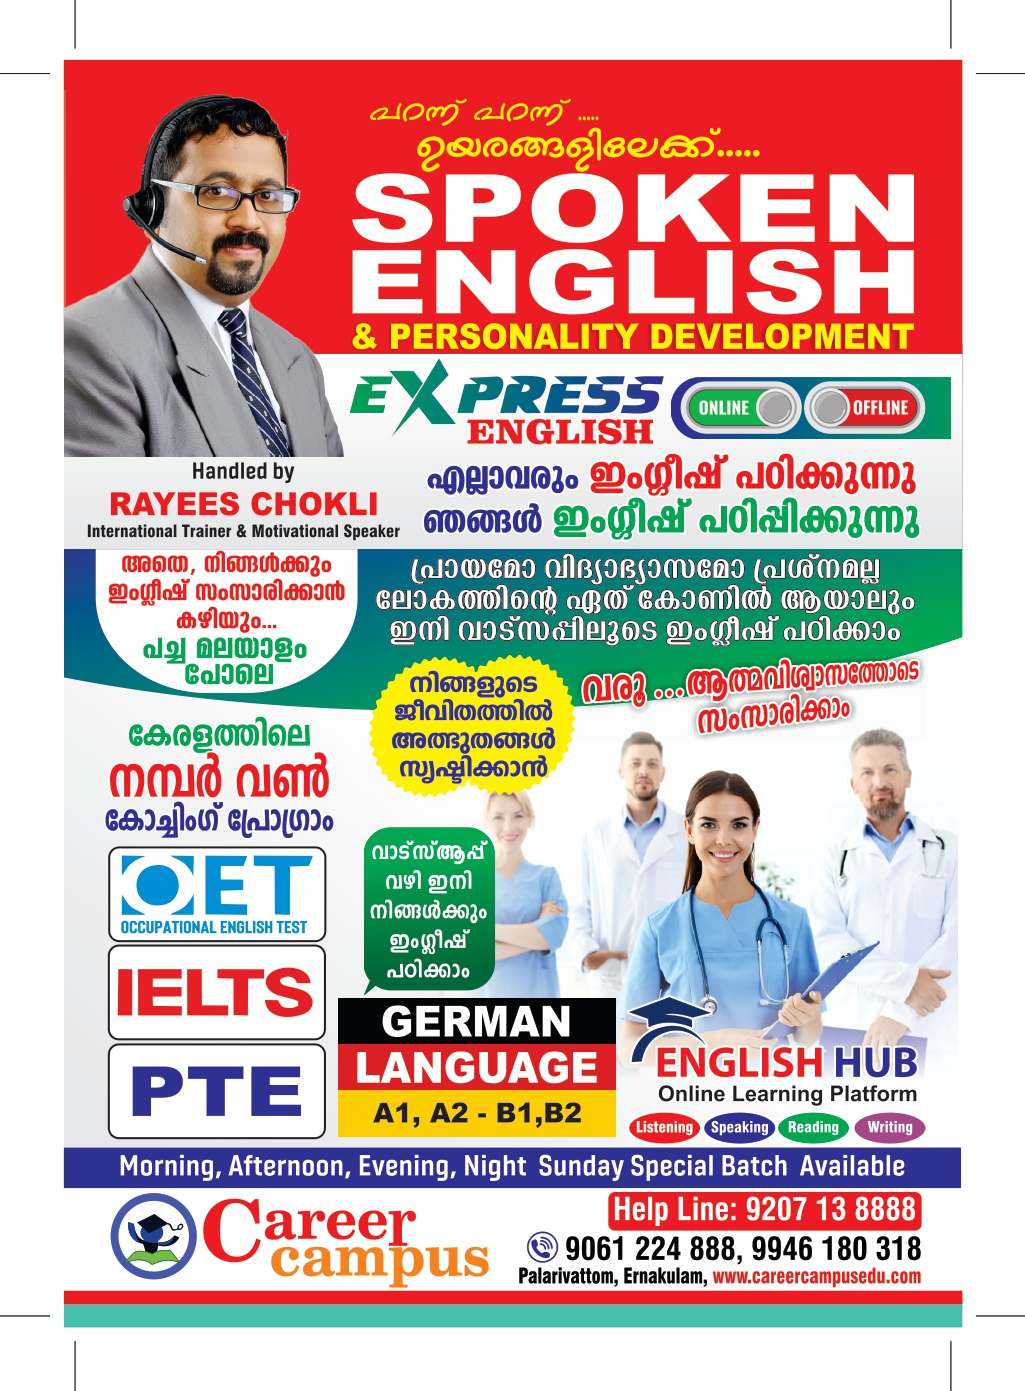 പറന്ന് പറന്ന് .....
ഉയരങ്ങളിലേക്ക്.....
SPOKEN
ENGLISH
& PERSONALITY DEVELOPMENT
EXPRESS
ENGLISH
ONLINE
OFFLINE
Handled by
RAYEES CHOKLI
International Trainer & Motivational Speaker
എല്ലാവരും ഇംഗ്ലീഷ് പഠിക്കുന്നു
ഞങ്ങൾ ഇംഗ്ലീഷ് പഠിപ്പിക്കുന്നു
അതെ, നിങ്ങൾക്കും
ഇംഗ്ലീഷ് സംസാരിക്കാൻ
കഴിയും...
പച്ച മലയാളം
പോലെ
പ്രായമോ വിദ്യാഭ്യാസമോ പ്രശ്നമല്ല
ലോകത്തിന്റെ ഏത് കോണിൽ ആയാലും
ഇനി വാട്സപ്പിലൂടെ ഇംഗ്ലീഷ് പഠിക്കാം
നിങ്ങളുടെ
ജീവിതത്തിൽ
അത്ഭുതങ്ങൾ
സൃഷ്ടിക്കാൻ
വരൂ ...ആത്മവിശ്വാസത്തോടെ
സംസാരിക്കാം
കേരളത്തിലെ
നമ്പർ വൺ
കോച്ചിംഗ് പ്രോഗ്രാം
OET
OCCUPATIONAL ENGLISH TEST
IELTS
PTE
വാട്സ്ആപ്പ്
വഴി ഇനി
നിങ്ങൾക്കും
ഇംഗ്ലീഷ്
പഠിക്കാം
GERMAN
LANGUAGE
A1, A2 - B1,B2
ENGLISH HUB
Online Learning Platform
Listening Speaking Reading Writing
Morning, Afternoon, Evening, Night Sunday Special Batch Available
Career
campus
Help Line: 9207 13 8888
9061 224 888, 9946 180 318
Palarivattom, Ernakulam, www.careercampusedu.com